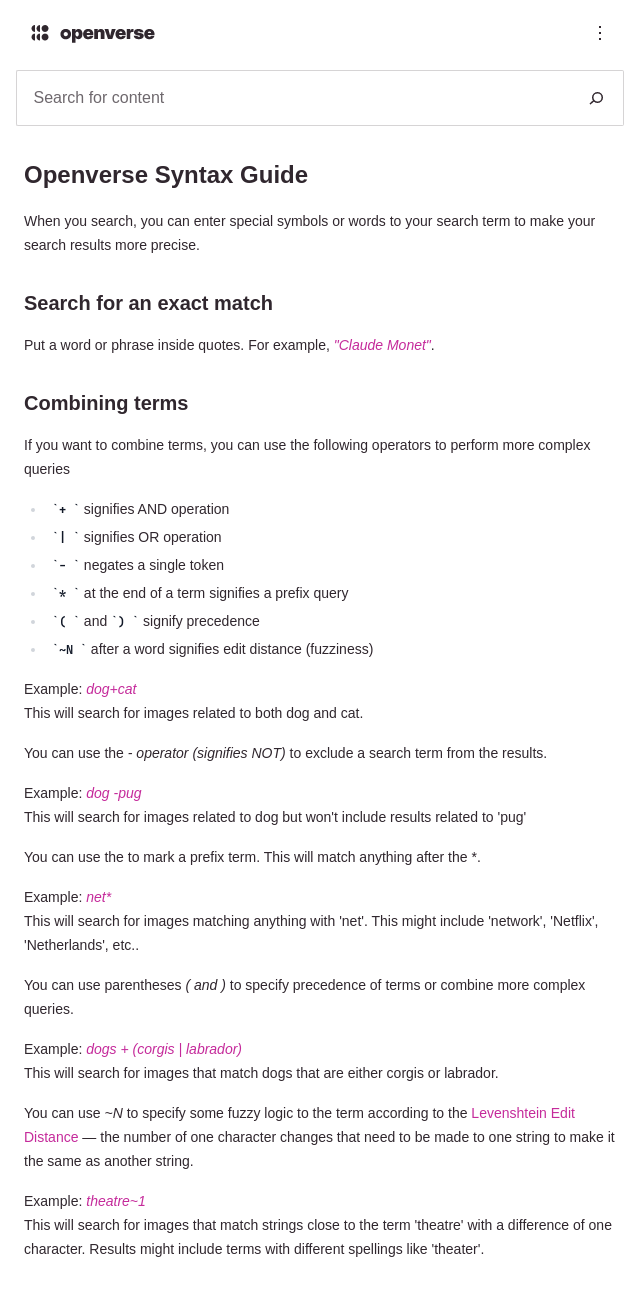 openverse
Search for content
Openverse Syntax Guide
When you search, you can enter special symbols or words to your search term to make your
search results more precise.
Search for an exact match
Put a word or phrase inside quotes. For example, "Claude Monet".
Combining terms
If you want to combine terms, you can use the following operators to perform more complex
queries
`+ ` signifies AND operation
`| ` signifies OR operation
`- ` negates a single token
`* ` at the end of a term signifies a prefix query
`( ` and `) ` signify precedence
`~N ` after a word signifies edit distance (fuzziness)
Example: dog+cat
This will search for images related to both dog and cat.
You can use the - operator (signifies NOT) to exclude a search term from the results.
Example: dog -pug
This will search for images related to dog but won't include results related to 'pug'
You can use the to mark a prefix term. This will match anything after the *.
Example: net*
This will search for images matching anything with 'net'. This might include 'network', 'Netflix',
'Netherlands', etc..
You can use parentheses ( and ) to specify precedence of terms or combine more complex
queries.
Example: dogs + (corgis | labrador)
This will search for images that match dogs that are either corgis or labrador.
You can use ~N to specify some fuzzy logic to the term according to the Levenshtein Edit
Distance — the number of one character changes that need to be made to one string to make it
the same as another string.
Example: theatre~1
This will search for images that match strings close to the term 'theatre' with a difference of one
character. Results might include terms with different spellings like 'theater'.